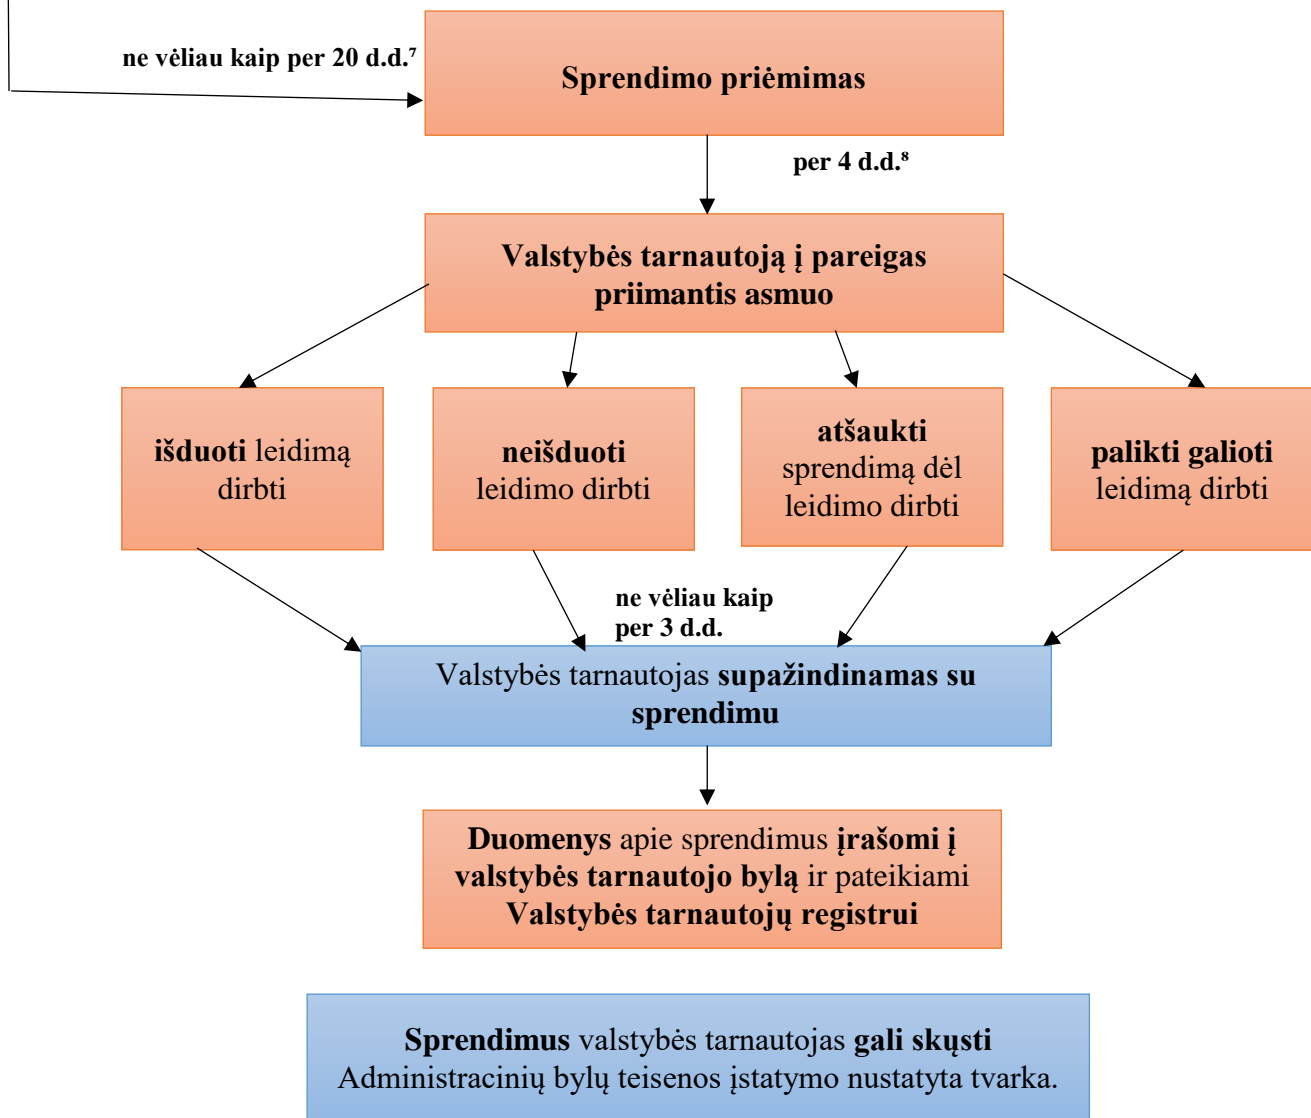 ne vėliau kaip per 20 d.d.⁷
Sprendimo priėmimas
per 4 d.d.⁸
Valstybės tarnautoją į pareigas
priimantis asmuo
išduoti leidimą
dirbti
neišduoti
leidimo dirbti
atšaukti
sprendimą dėl
leidimo dirbti
palikti galioti
leidimą dirbti
ne vėliau kaip
per 3 d.d.
Valstybės tarnautojas supažindinamas su
sprendimu
Duomenys apie sprendimus įrašomi į
valstybės tarnautojo bylą ir pateikiami
Valstybės tarnautojų registrui
Sprendimus valstybės tarnautojas gali skųsti
Administracinių bylų teisenos įstatymo nustatyta tvarka.